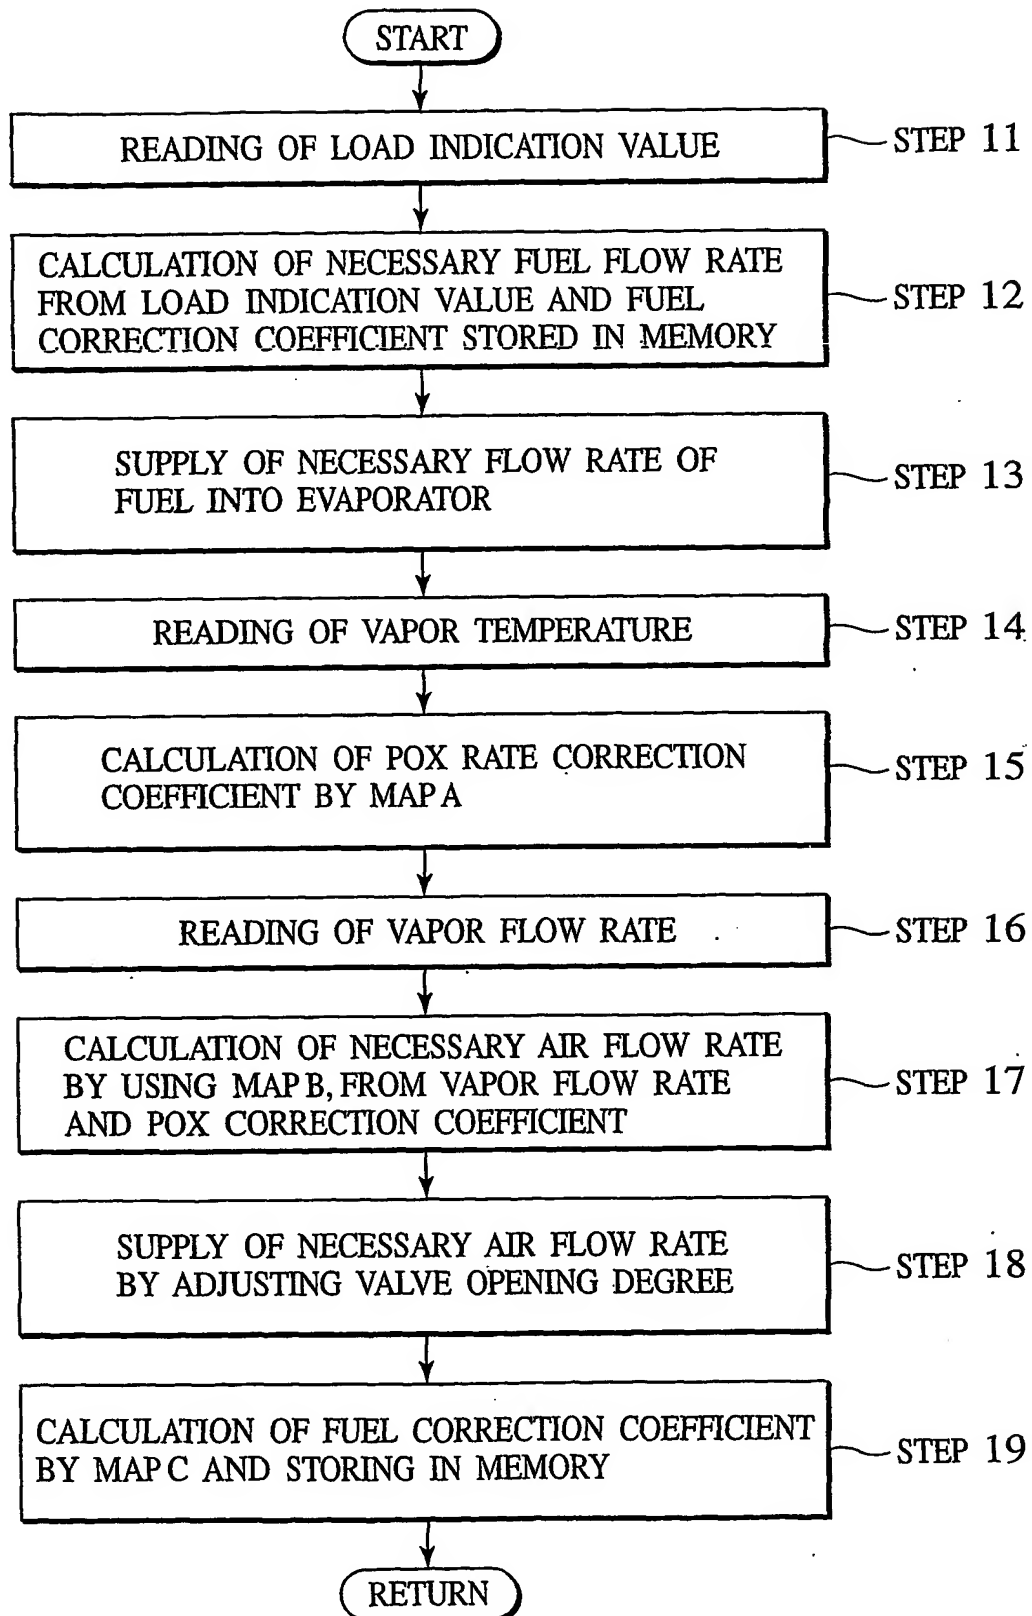 START
READING OF LOAD INDICATION VALUE
STEP 11
CALCULATION OF NECESSARY FUEL FLOW RATE
FROM LOAD INDICATION VALUE AND FUEL
CORRECTION COEFFICIENT STORED IN MEMORY
STEP 12
SUPPLY OF NECESSARY FLOW RATE OF
FUEL INTO EVAPORATOR
STEP 13
READING OF VAPOR TEMPERATURE
STEP 14
CALCULATION OF POX RATE CORRECTION
COEFFICIENT BY MAP A
STEP 15
READING OF VAPOR FLOW RATE
STEP 16
CALCULATION OF NECESSARY AIR FLOW RATE
BY USING MAP B, FROM VAPOR FLOW RATE
AND POX CORRECTION COEFFICIENT
STEP 17
SUPPLY OF NECESSARY AIR FLOW RATE
BY ADJUSTING VALVE OPENING DEGREE
STEP 18
CALCULATION OF FUEL CORRECTION COEFFICIENT
BY MAP C AND STORING IN MEMORY
STEP 19
RETURN